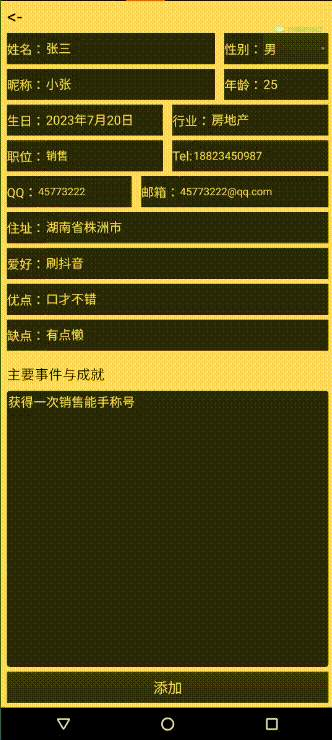 <-
姓名：张三 性别：男
昵称：小张 年龄：25
生日：2023年7月20日 行业：房地产
职位：销售 Tel:18823450987
QQ：45773222 邮箱：45773222@qq.com
住址：湖南省株洲市
爱好：刷抖音
优点：口才不错
缺点：有点懒
主要事件与成就
获得一次销售能手称号
添加